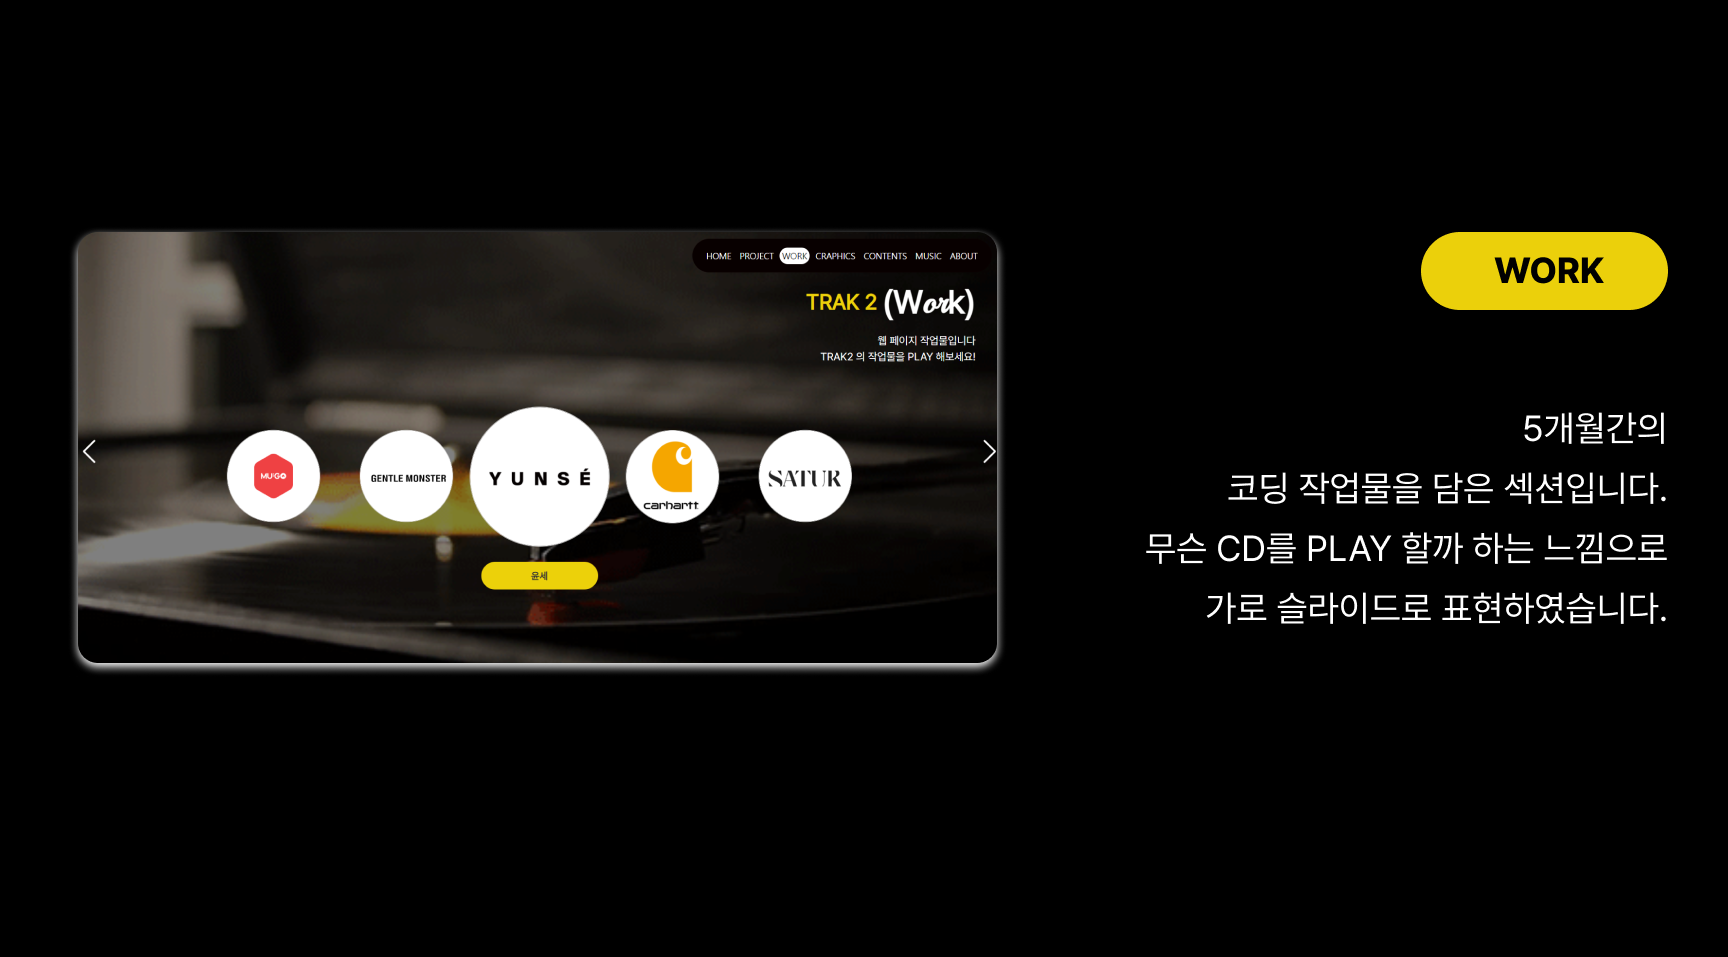 HOME PROJECT WORK CRAPHICS CONTENTS MUSIC ABOUT
TRAK 2 (Work)
웹 페이지 작업물입니다
TRAK2 의 작업물을 PLAY 해보세요!
MU:GO
GENTLE MONSTER
YUNSÉ
carhartt
SATUR
윤세
WORK
5개월간의
코딩 작업물을 담은 섹션입니다.
무슨 CD를 PLAY 할까 하는 느낌으로
가로 슬라이드로 표현하였습니다.